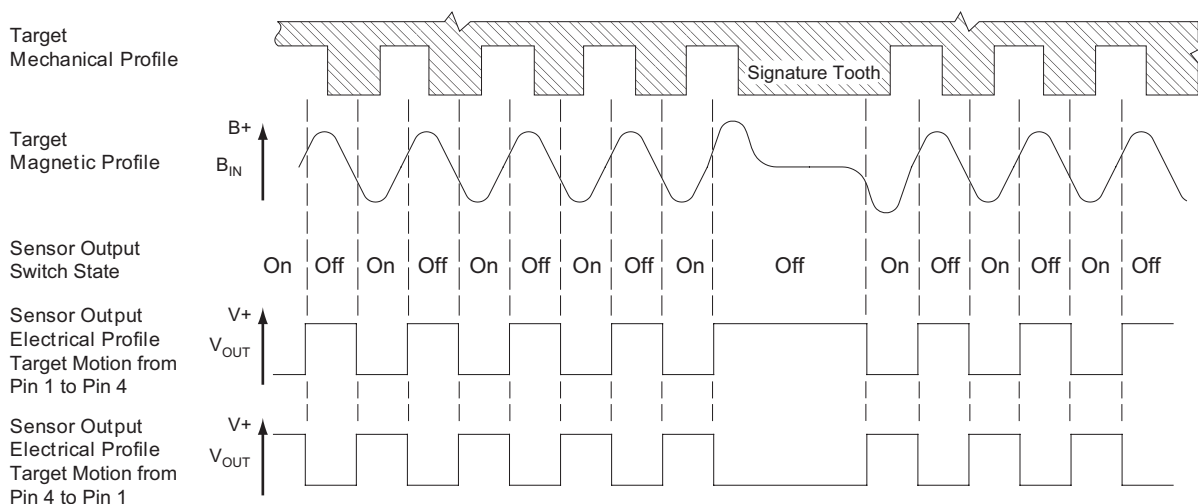 Target
Mechanical Profile
Signature Tooth
Target
Magnetic Profile
B+
BIN
Sensor Output
Switch State
On Off On Off On Off On Off On Off On Off On Off On Off
Sensor Output
Electrical Profile
Target Motion from
Pin 1 to Pin 4
V+
VOUT
Sensor Output
Electrical Profile
Target Motion from
Pin 4 to Pin 1
V+
VOUT